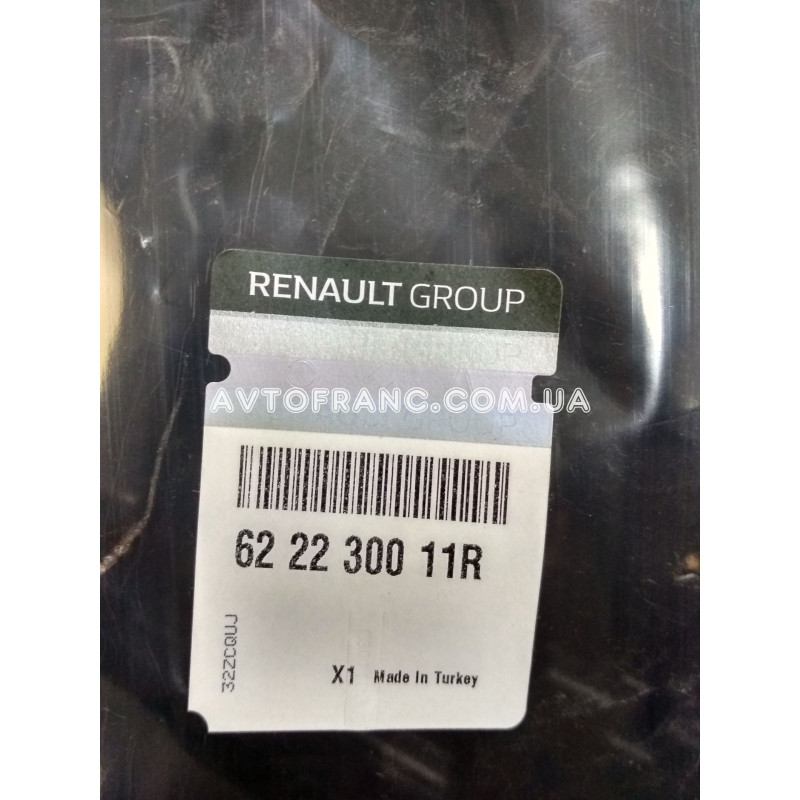 RENAULT GROUP
AVTOFRANC.COM.UA
62 22 300 11R
32ZCQUJ
X1 Made In Turkey